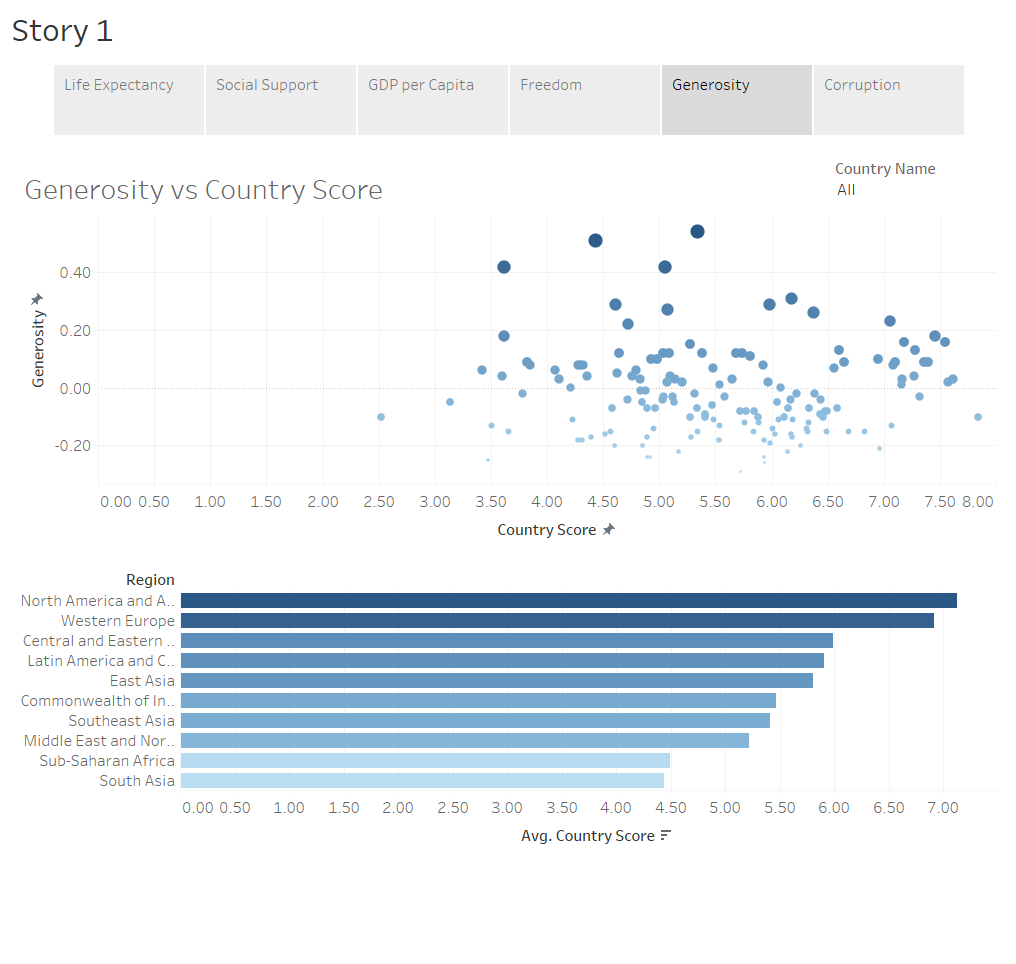 Story 1
Life Expectancy Social Support GDP per Capita Freedom Generosity Corruption
Country Name
All
Generosity vs Country Score
0.40
0.20
0.00
-0.20
Generosity
0.00 0.50 1.00 1.50 2.00 2.50 3.00 3.50 4.00 4.50 5.00 5.50 6.00 6.50 7.00 7.50 8.00
Country Score
Region
North America and A..
Western Europe
Central and Eastern ..
Latin America and C..
East Asia
Commonwealth of In..
Southeast Asia
Middle East and Nor..
Sub-Saharan Africa
South Asia
0.00 0.50 1.00 1.50 2.00 2.50 3.00 3.50 4.00 4.50 5.00 5.50 6.00 6.50 7.00
Avg. Country Score